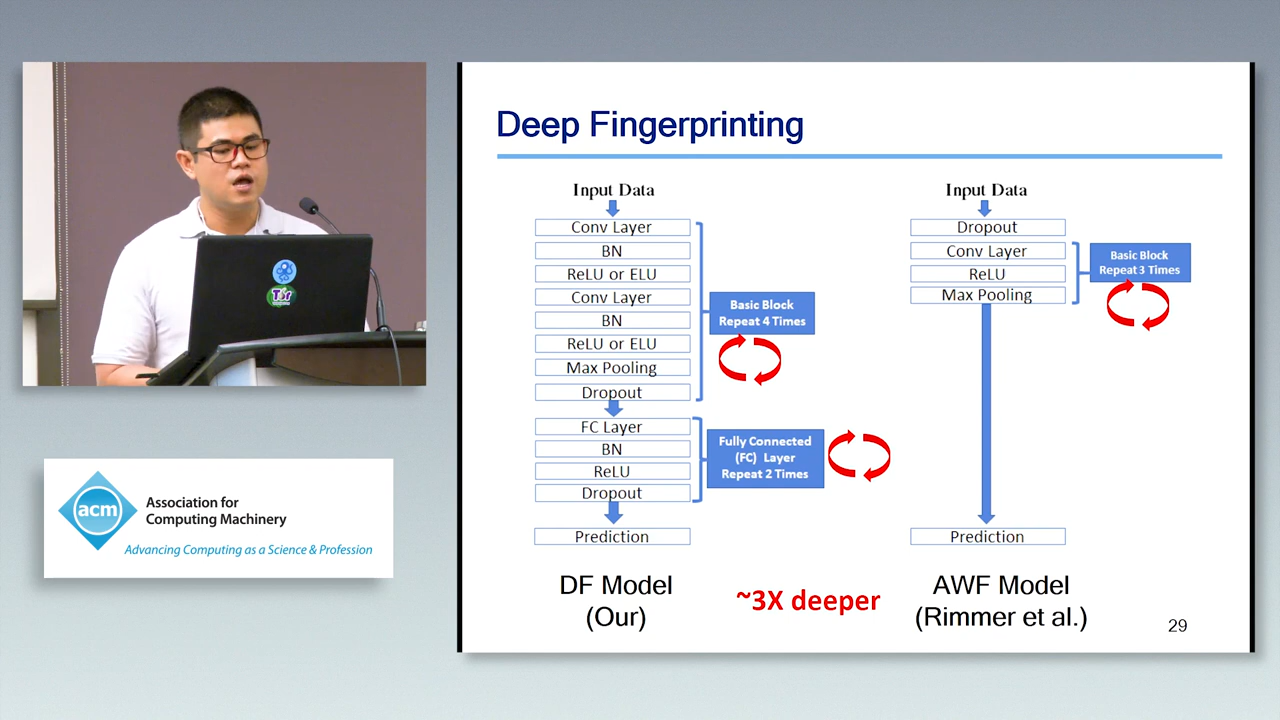 Deep Fingerprinting
Input Data
Conv Layer
BN
ReLU or ELU
Conv Layer
BN
ReLU or ELU
Max Pooling
Dropout
Basic Block
Repeat 4 Times
FC Layer
BN
ReLU
Dropout
Fully Connected
(FC) Layer
Repeat 2 Times
Prediction
DF Model
(Our)
~3X deeper
Input Data
Dropout
Conv Layer
ReLU
Max Pooling
Basic Block
Repeat 3 Times
Prediction
AWF Model
(Rimmer et al.)
29
Tor
acm
Association for
Computing Machinery
Advancing Computing as a Science & Profession